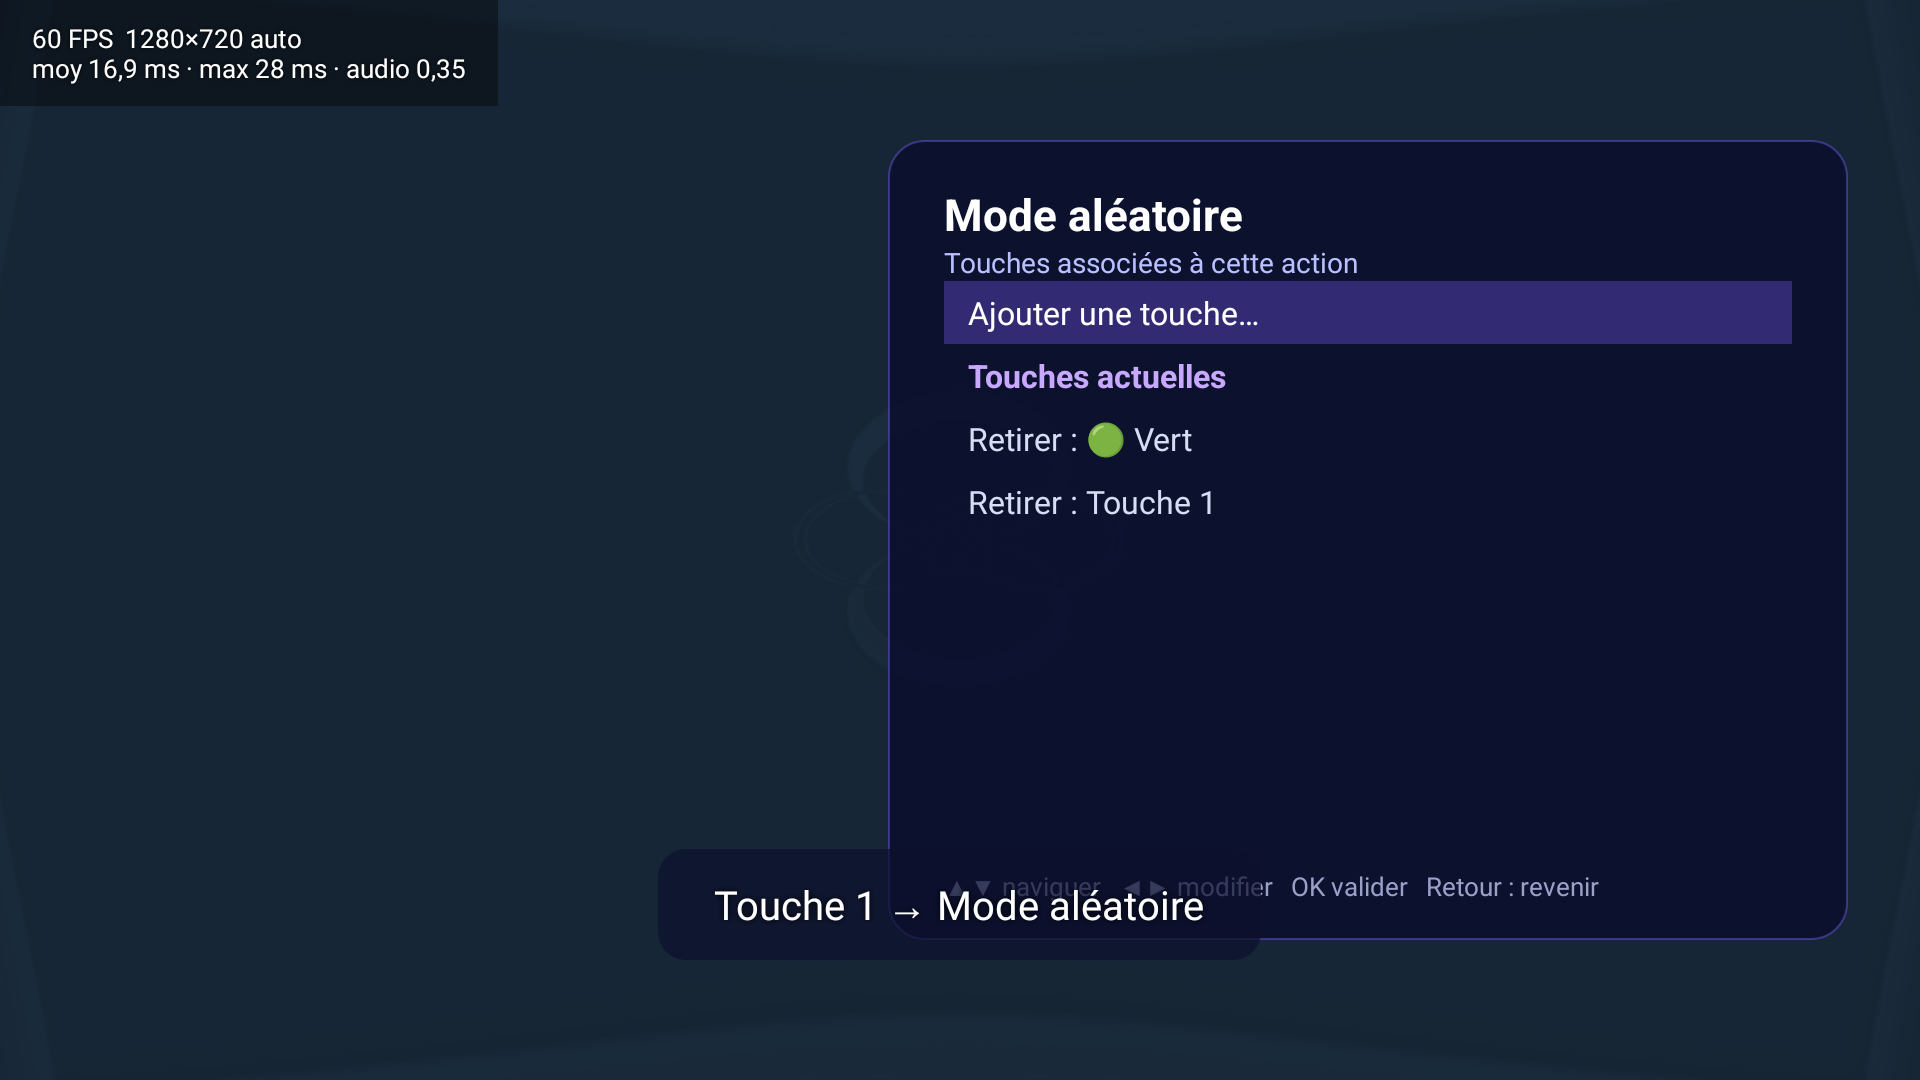 60 FPS 1280×720 auto
moy 16,9 ms · max 28 ms · audio 0,35
Mode aléatoire
Touches associées à cette action
Ajouter une touche…
Touches actuelles
Retirer : 🟢 Vert
Retirer : Touche 1
▲▼ naviguer ◀ ▶ modifier OK valider Retour : revenir
Touche 1 → Mode aléatoire